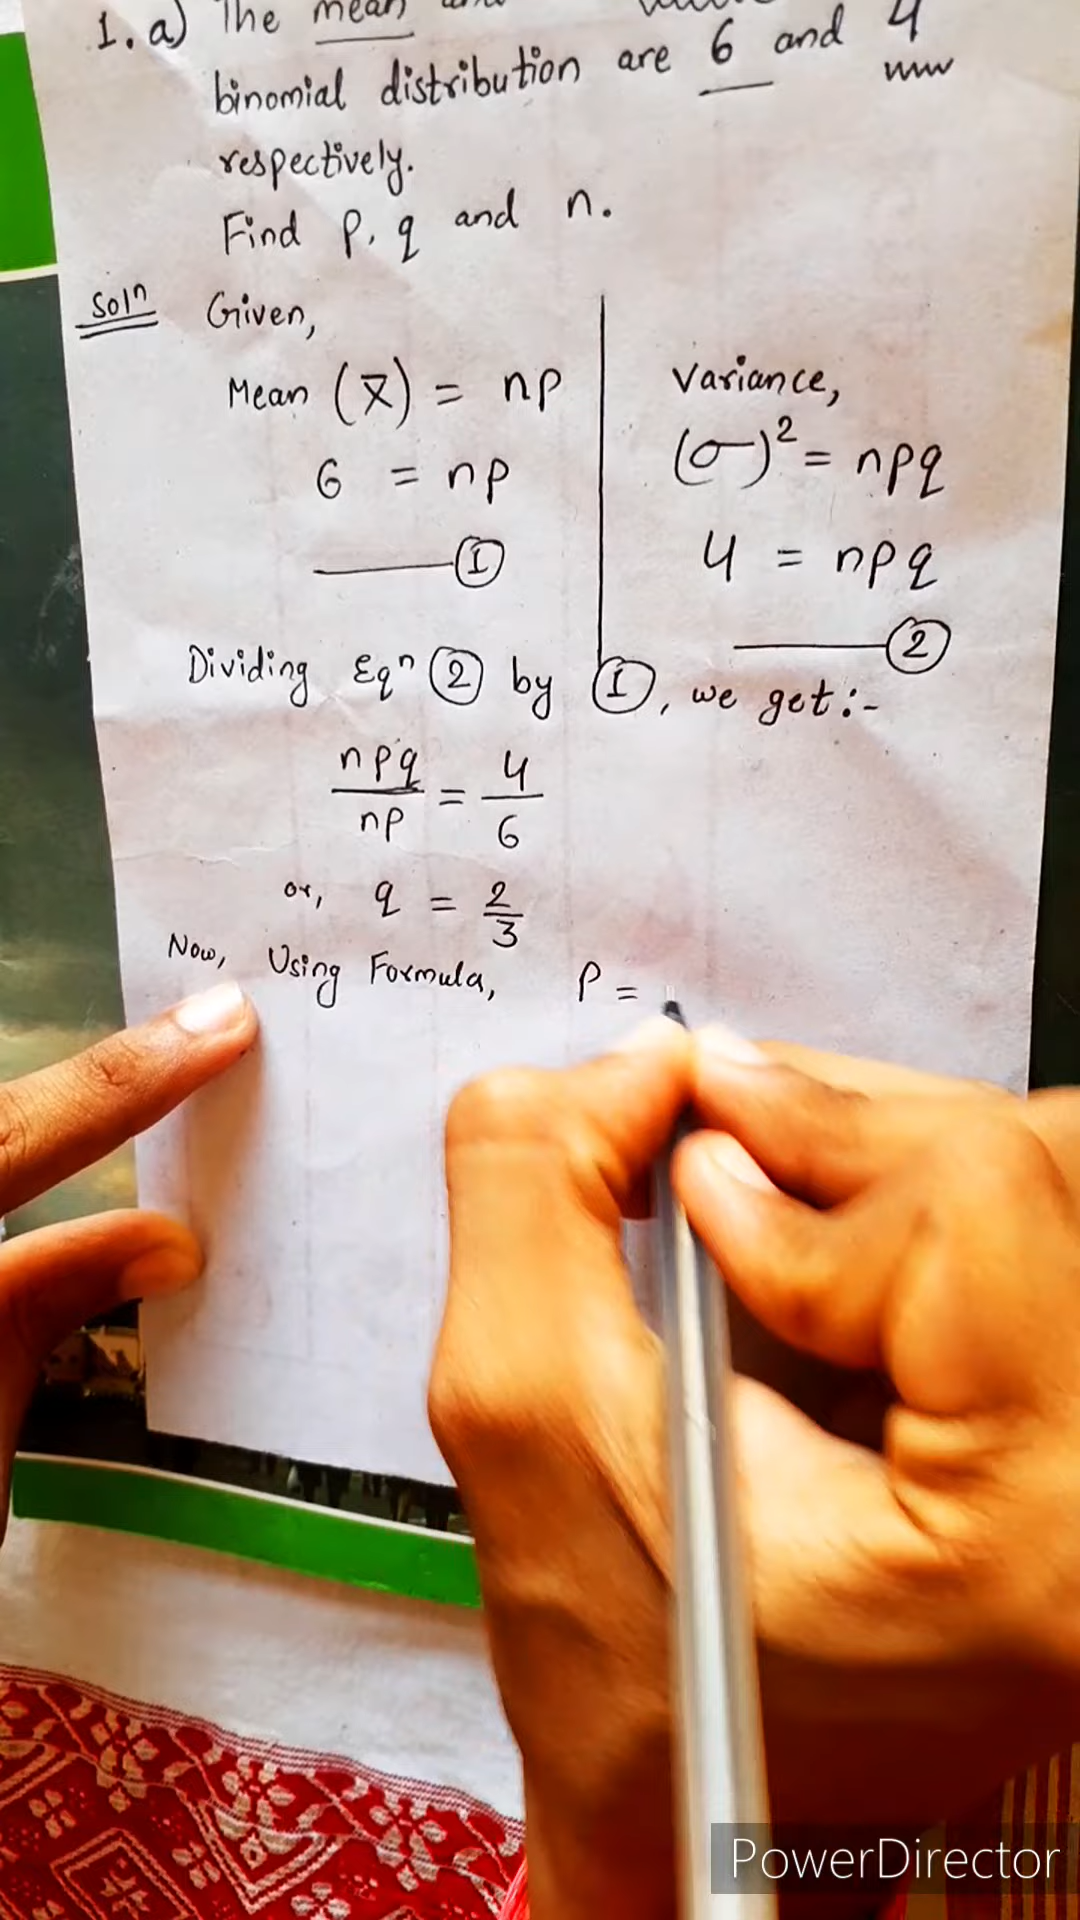 1. a) The mean and
binomial distribution are 6 and 4
respectively.
Find p, q and n.
Solⁿ Given,
Mean (x̄) = np
6 = np
① 
Variance,
(σ)² = npq
4 = npq
②
Dividing Eqⁿ ② by ①, we get:-
npq/np = 4/6
or, q = 2/3
Now, Using Formula, P =
PowerDirector